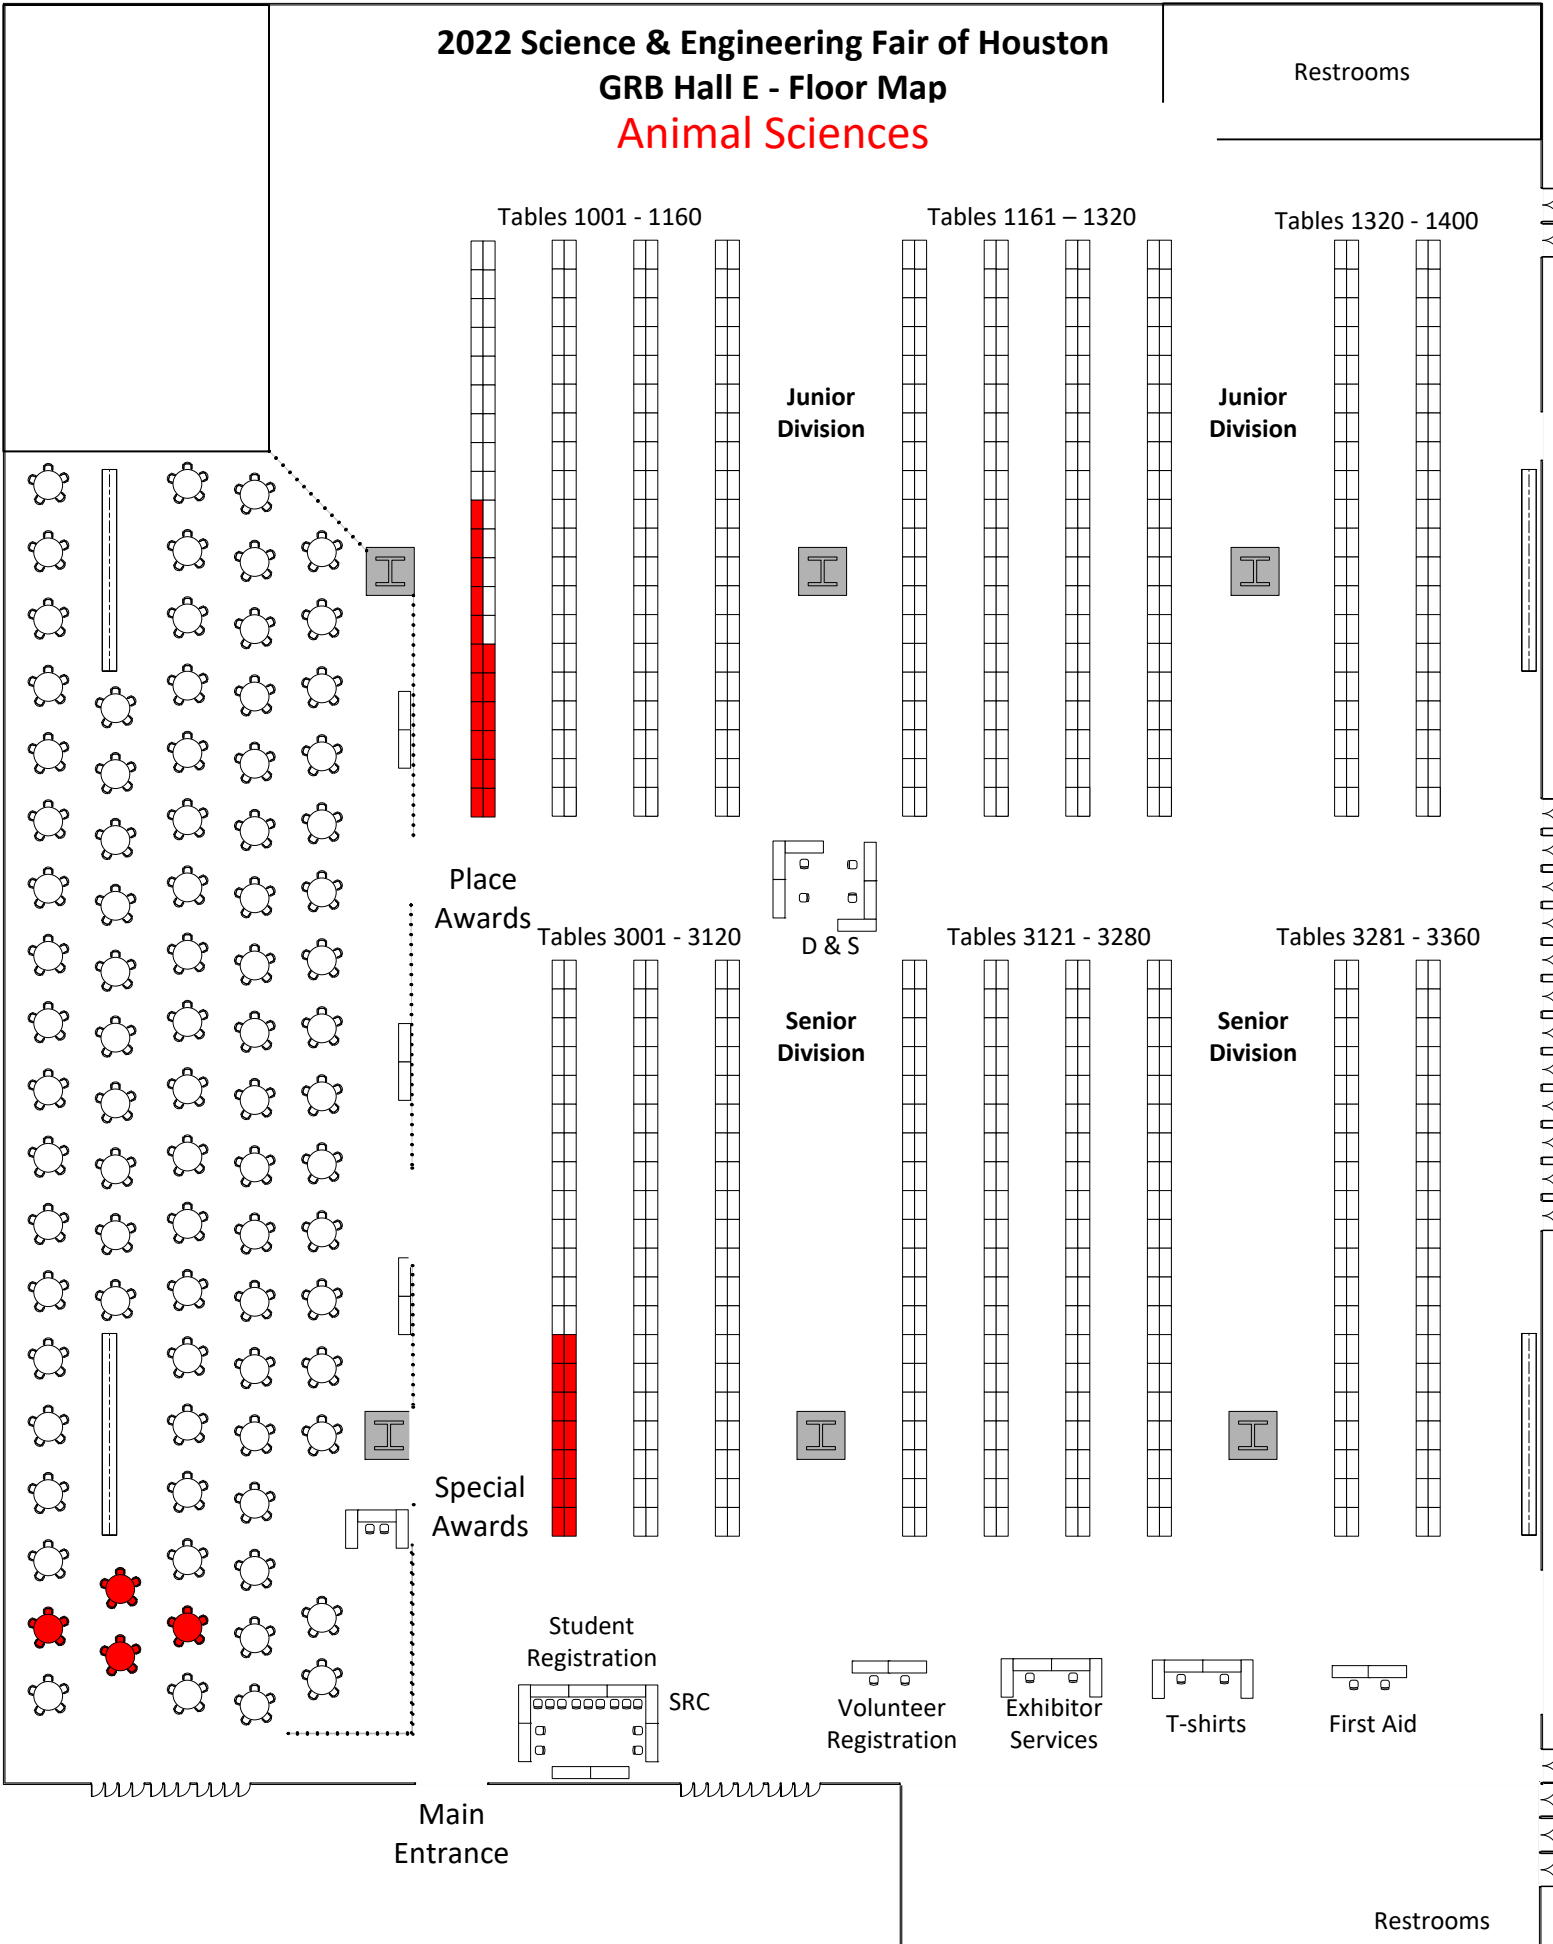 2022 Science & Engineering Fair of Houston
GRB Hall E - Floor Map
Animal Sciences
Restrooms
Tables 1001 - 1160
Tables 1161 – 1320
Tables 1320 - 1400
Junior
Division
Junior
Division
Place
Awards
D & S
Tables 3001 - 3120
Tables 3121 - 3280
Tables 3281 - 3360
Senior
Division
Senior
Division
Special
Awards
Student
Registration
SRC
Volunteer
Registration
Exhibitor
Services
T-shirts
First Aid
Main
Entrance
Restrooms